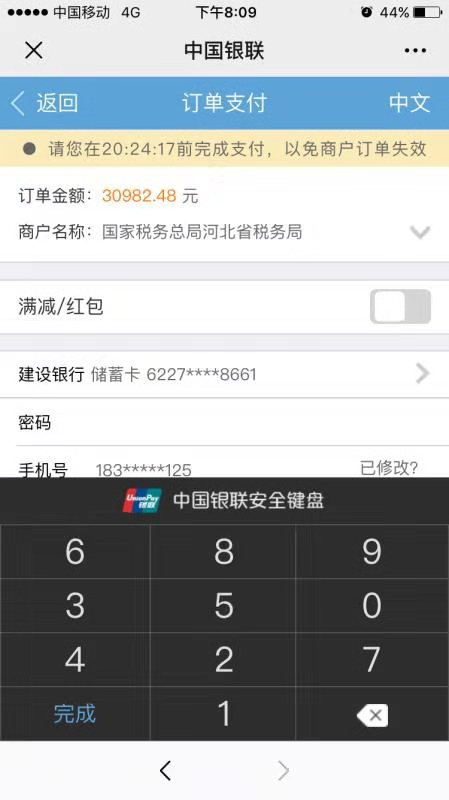 中国移动 4G 下午8:09 44%
中国银联
返回 订单支付 中文
请您在20:24:17前完成支付，以免商户订单失效
订单金额：30982.48 元
商户名称：国家税务总局河北省税务局
满减/红包
建设银行 储蓄卡 6227****8661
密码
手机号 183*****125 已修改?
UnionPay 银联 中国银联安全键盘
6 8 9
3 5 0
4 2 7
完成 1